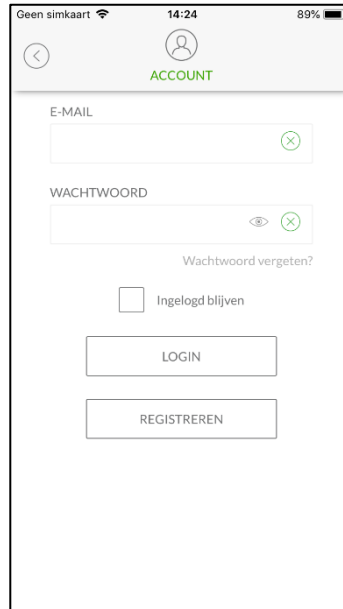 Geen simkaart 14:24 89%
ACCOUNT
E-MAIL
WACHTWOORD
Wachtwoord vergeten?
Ingelogd blijven
LOGIN
REGISTREREN